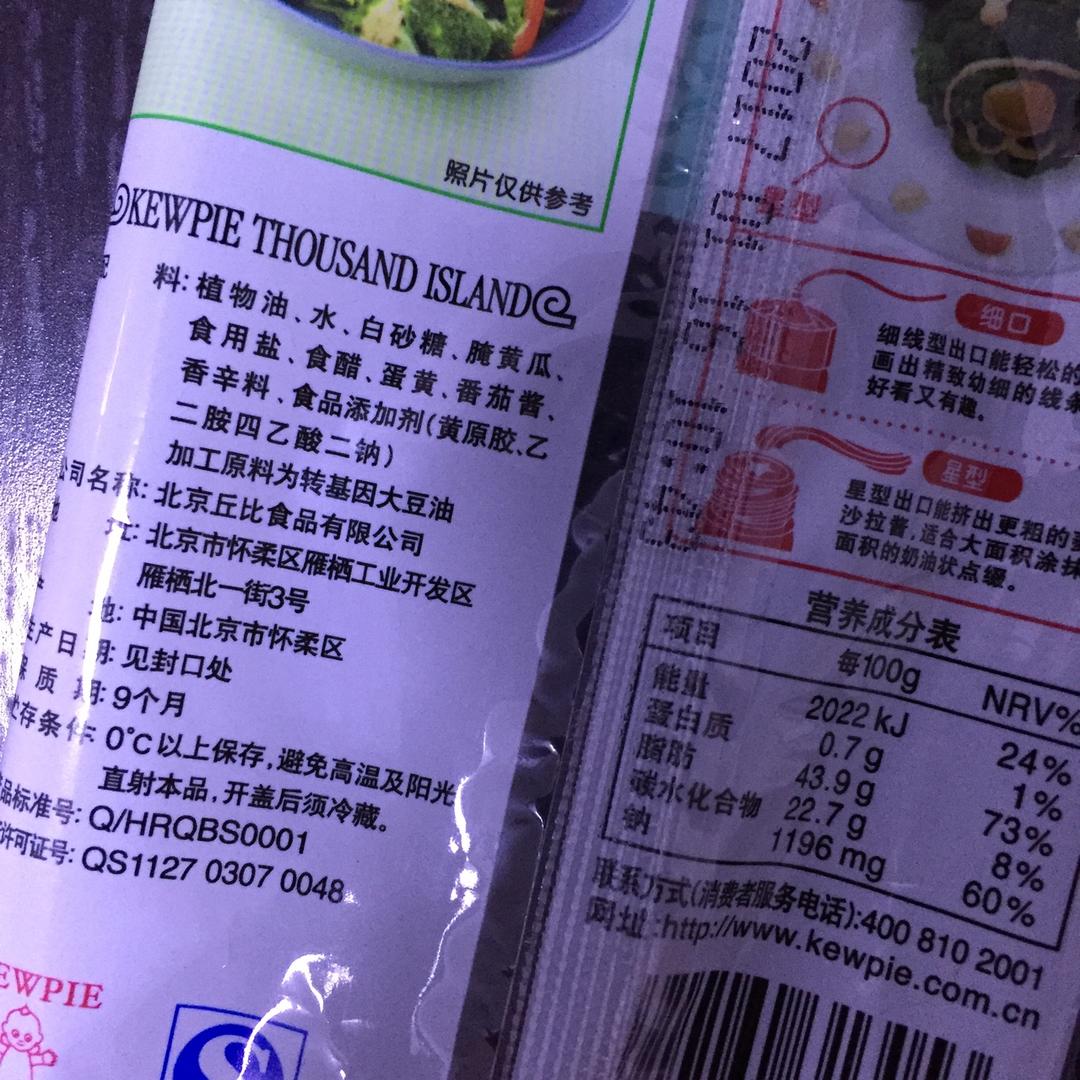 照片仅供参考
KEWPIE THOUSAND ISLAND
料:植物油、水、白砂糖、腌黄瓜、
食用盐、食醋、蛋黄、番茄酱、
香辛料、食品添加剂(黄原胶、乙
二胺四乙酸二钠)
加工原料为转基因大豆油
公司名称:北京丘比食品有限公司
址:北京市怀柔区雁栖工业开发区
雁栖北一街3号
地:中国北京市怀柔区
生产日期:见封口处
保质期:9个月
贮存条件:0℃以上保存,避免高温及阳光
直射本品,开盖后须冷藏。
品标准号:Q/HRQBS0001
许可证号:QS1127 0307 0048
EWPIE
2017
星型
细口
细线型出口能轻松的
画出精致幼细的线条
好看又有趣。
星型
星型出口能挤出更粗的
沙拉酱,适合大面积涂抹
面积的奶油状点缀。
营养成分表
项目 每100g NRV%
能量 2022 kJ 24%
蛋白质 0.7 g 1%
脂肪 43.9 g 73%
碳水化合物 22.7 g 8%
钠 1196 mg 60%
联系方式(消费者服务电话):400 810 2001
网址:http://www.kewpie.com.cn